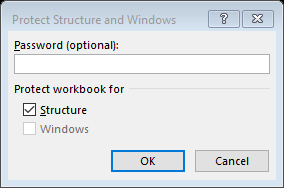 Protect Structure and Windows
Password (optional):
Protect workbook for
Structure
Windows
OK Cancel